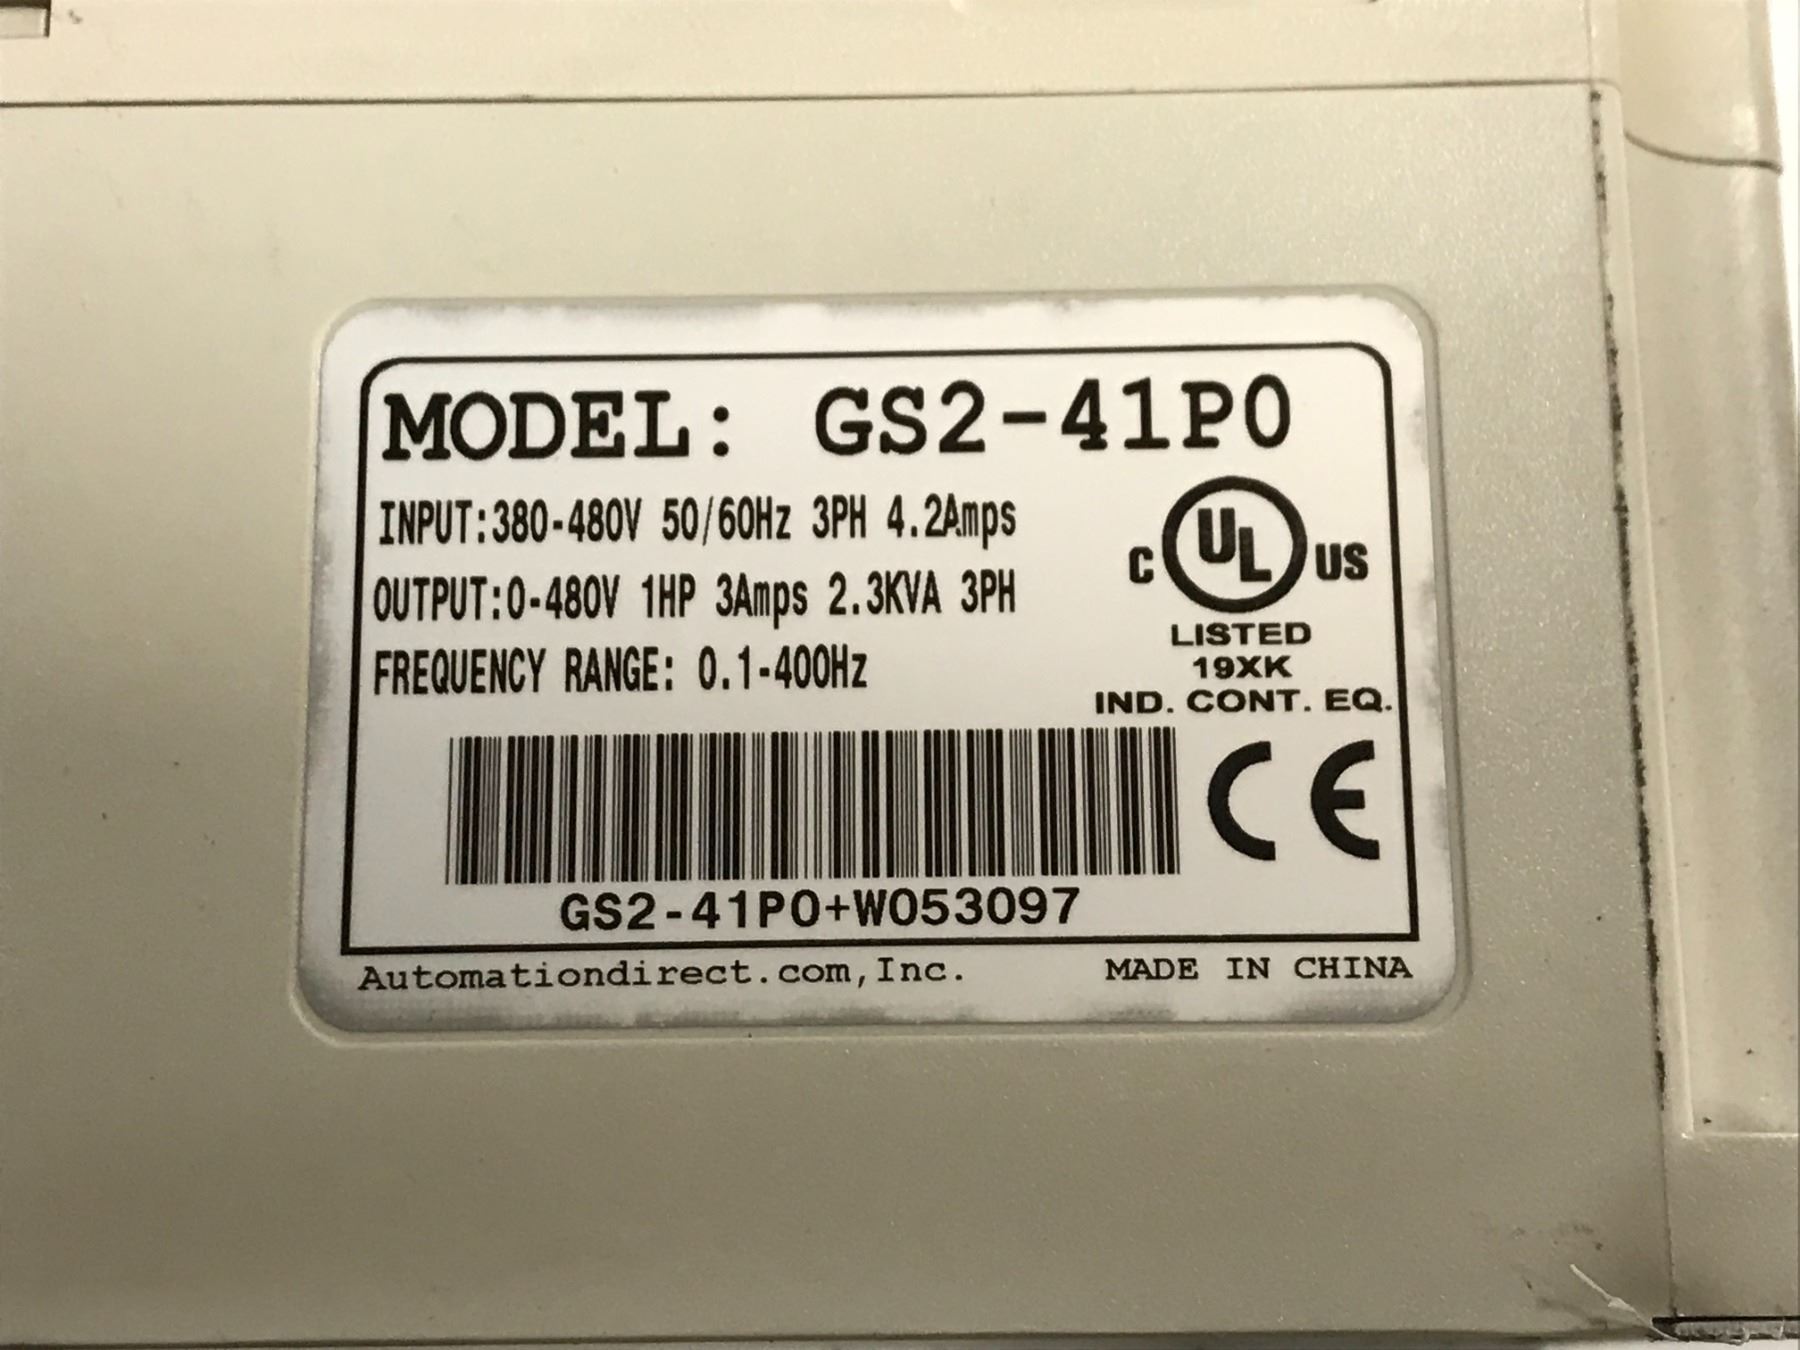 MODEL: GS2-41P0
INPUT:380-480V 50/60Hz 3PH 4.2Amps
OUTPUT:0-480V 1HP 3Amps 2.3KVA 3PH
FREQUENCY RANGE: 0.1-400Hz
C UL US
LISTED
19XK
IND. CONT. EQ.
CE
GS2-41P0+W053097
Automationdirect.com,Inc. MADE IN CHINA